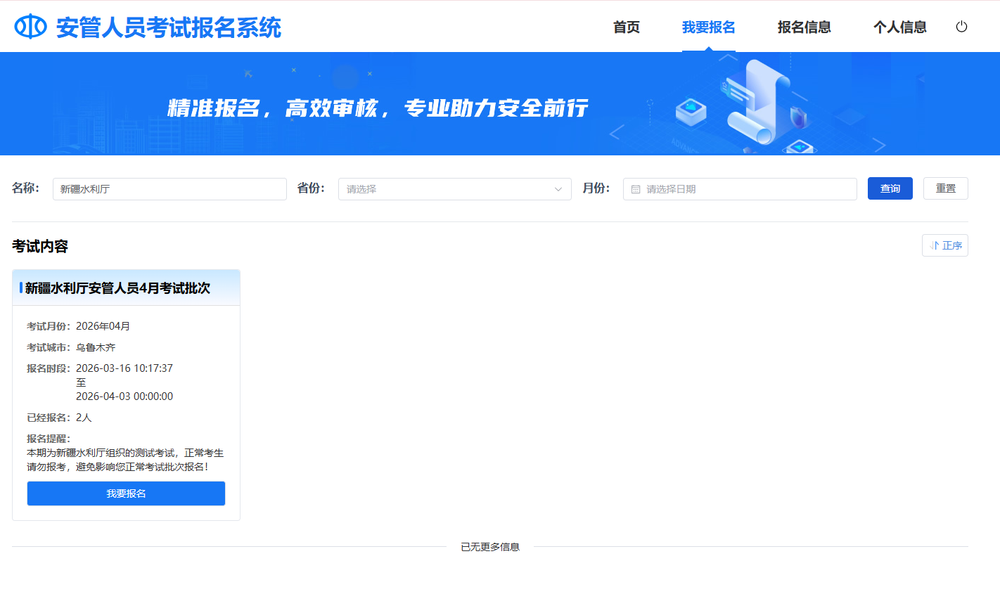 安管人员考试报名系统
首页
我要报名
报名信息
个人信息
精准报名，高效审核，专业助力安全前行
名称：
新疆水利厅
省份：
请选择
月份：
请选择日期
查询
重置
考试内容
正序
新疆水利厅安管人员4月考试批次
考试月份：2026年04月
考试城市：乌鲁木齐
报名时段：2026-03-16 10:17:37
至
2026-04-03 00:00:00
已经报名：2人
报名提醒：
本期为新疆水利厅组织的测试考试，正常考生
请勿报考，避免影响您正常考试批次报名！
我要报名
已无更多信息